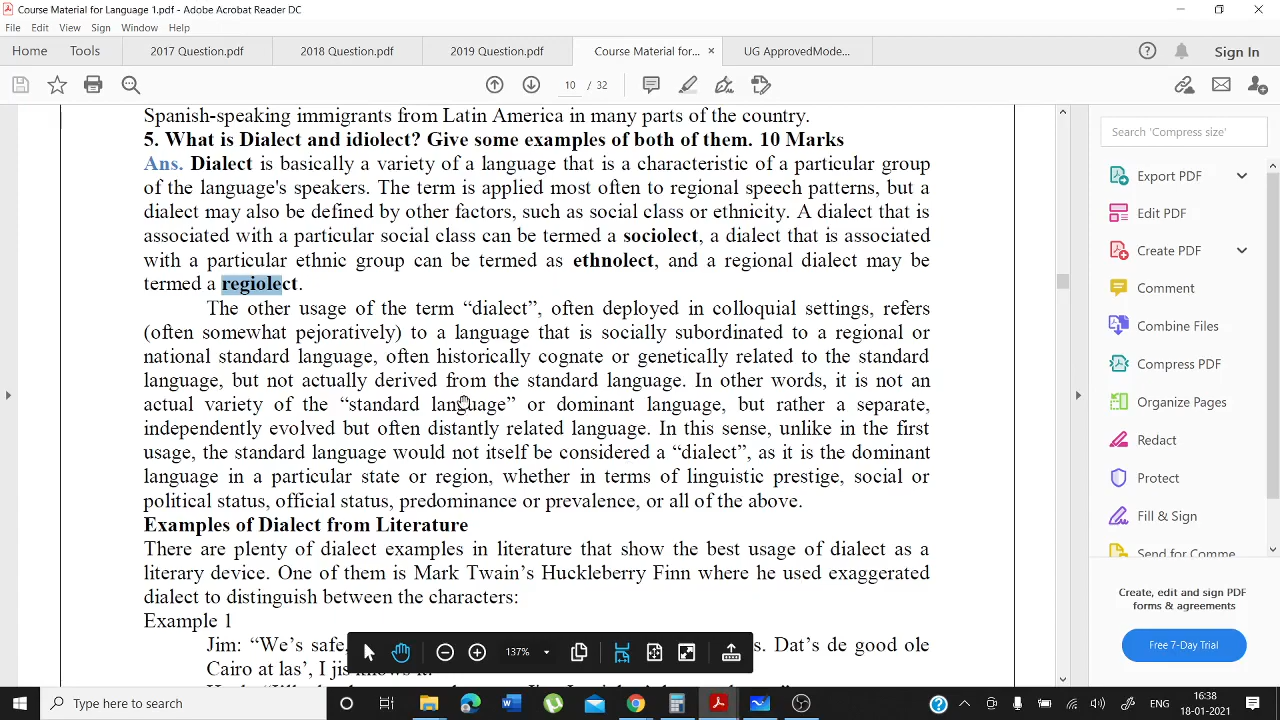 Course Material for Language 1.pdf - Adobe Acrobat Reader DC
File Edit View Sign Window Help
Home Tools 2017 Question.pdf 2018 Question.pdf 2019 Question.pdf Course Material for... × UG ApprovedMode... Sign In
10 / 32
Spanish-speaking immigrants from Latin America in many parts of the country.
5. What is Dialect and idiolect? Give some examples of both of them. 10 Marks
Ans. Dialect is basically a variety of a language that is a characteristic of a particular group
of the language's speakers. The term is applied most often to regional speech patterns, but a
dialect may also be defined by other factors, such as social class or ethnicity. A dialect that is
associated with a particular social class can be termed a sociolect, a dialect that is associated
with a particular ethnic group can be termed as ethnolect, and a regional dialect may be
termed a regiolect.
The other usage of the term “dialect”, often deployed in colloquial settings, refers
(often somewhat pejoratively) to a language that is socially subordinated to a regional or
national standard language, often historically cognate or genetically related to the standard
language, but not actually derived from the standard language. In other words, it is not an
actual variety of the “standard language” or dominant language, but rather a separate,
independently evolved but often distantly related language. In this sense, unlike in the first
usage, the standard language would not itself be considered a “dialect”, as it is the dominant
language in a particular state or region, whether in terms of linguistic prestige, social or
political status, official status, predominance or prevalence, or all of the above.
Examples of Dialect from Literature
There are plenty of dialect examples in literature that show the best usage of dialect as a
literary device. One of them is Mark Twain’s Huckleberry Finn where he used exaggerated
dialect to distinguish between the characters:
Example 1
Jim: “We’s safe, s. Dat’s de good ole
Cairo at las’, I jis
137%
Search 'Compress size'
Export PDF
Edit PDF
Create PDF
Comment
Combine Files
Compress PDF
Organize Pages
Redact
Protect
Fill & Sign
Send for Comme
Create, edit and sign PDF
forms & agreements
Free 7-Day Trial
Type here to search
ENG
16:38
18-01-2021